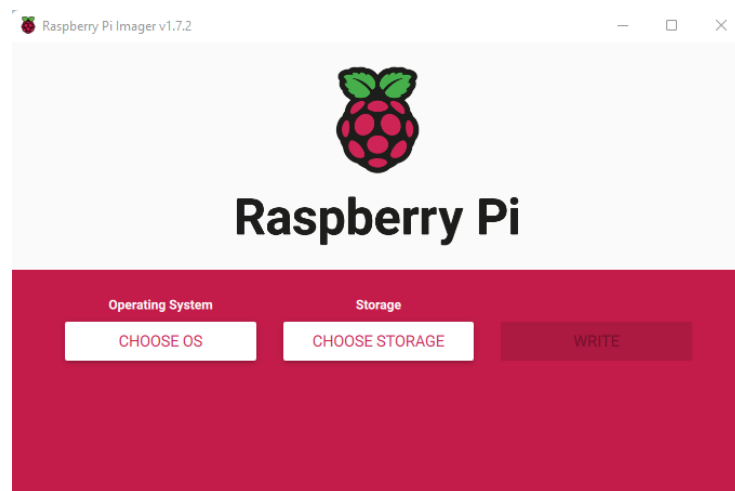 Raspberry Pi Imager v1.7.2
Raspberry Pi
Operating System
Storage
CHOOSE OS
CHOOSE STORAGE
WRITE